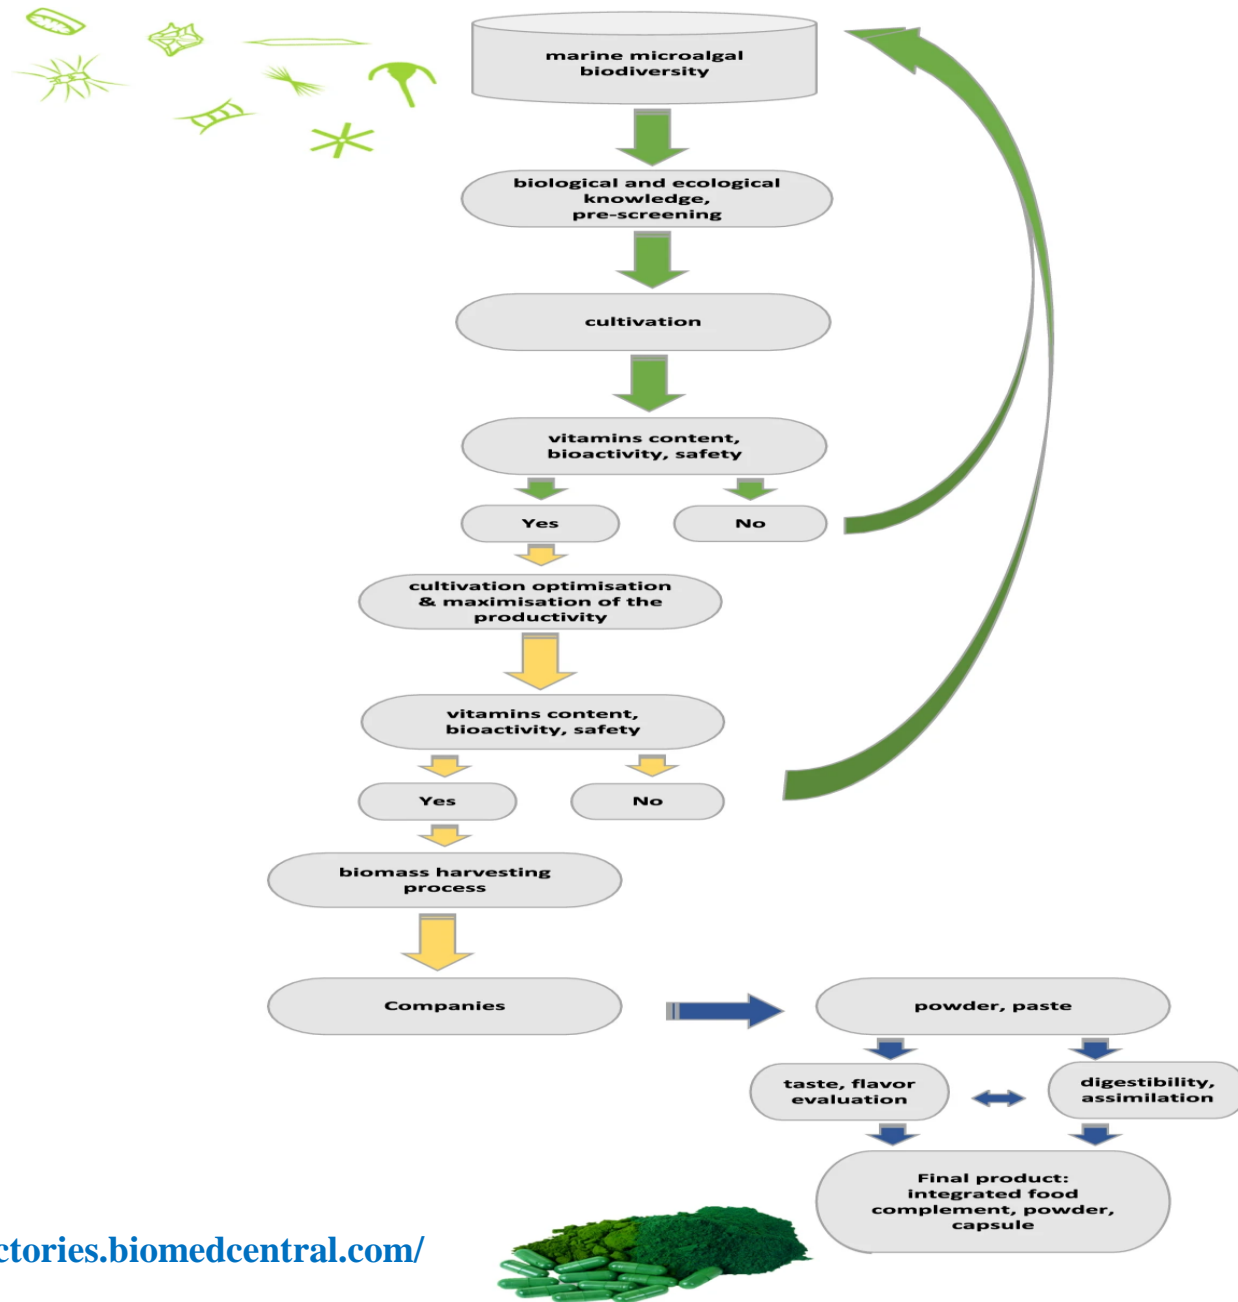 marine microalgal
biodiversity
biological and ecological
knowledge,
pre-screening
cultivation
vitamins content,
bioactivity, safety
Yes
No
cultivation optimisation
& maximisation of the
productivity
vitamins content,
bioactivity, safety
Yes
No
biomass harvesting
process
Companies
powder, paste
taste, flavor
evaluation
digestibility,
assimilation
Final product:
integrated food
complement, powder,
capsule
ctories.biomedcentral.com/